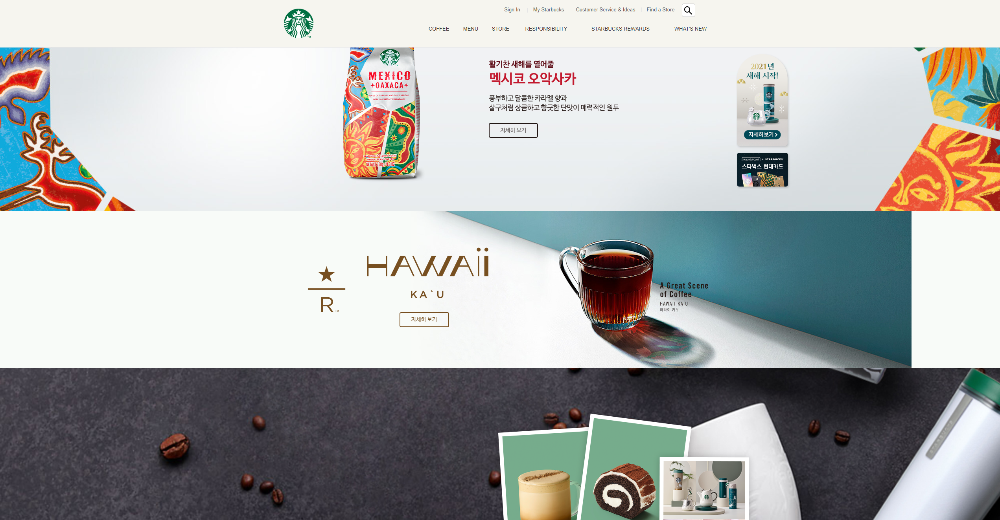 Sign In
My Starbucks
Customer Service & Ideas
Find a Store
COFFEE
MENU
STORE
RESPONSIBILITY
STARBUCKS REWARDS
WHAT'S NEW
MEXICO
OAXACA
NOTES OF CARAMEL AND DRIED APRICOT
NOTAS A CAJETA Y CHABACANO
STARBUCKS® BLONDE ROAST
WHOLE BEAN COFFEE
NET WT 250g / 8.8 OZ
활기찬 새해를 열어줄
멕시코 오악사카
풍부하고 달콤한 카라멜 향과
살구처럼 상큼하고 향긋한 단맛이 매력적인 원두
자세히 보기
2021년
새해 시작!
자세히보기
HyundaiCard + STARBUCKS
스타벅스 현대카드
R™
HAWAii
KA`U
자세히 보기
A Great Scene
of Coffee
HAWAII KA'U
하와이 카우
STARBUCKS